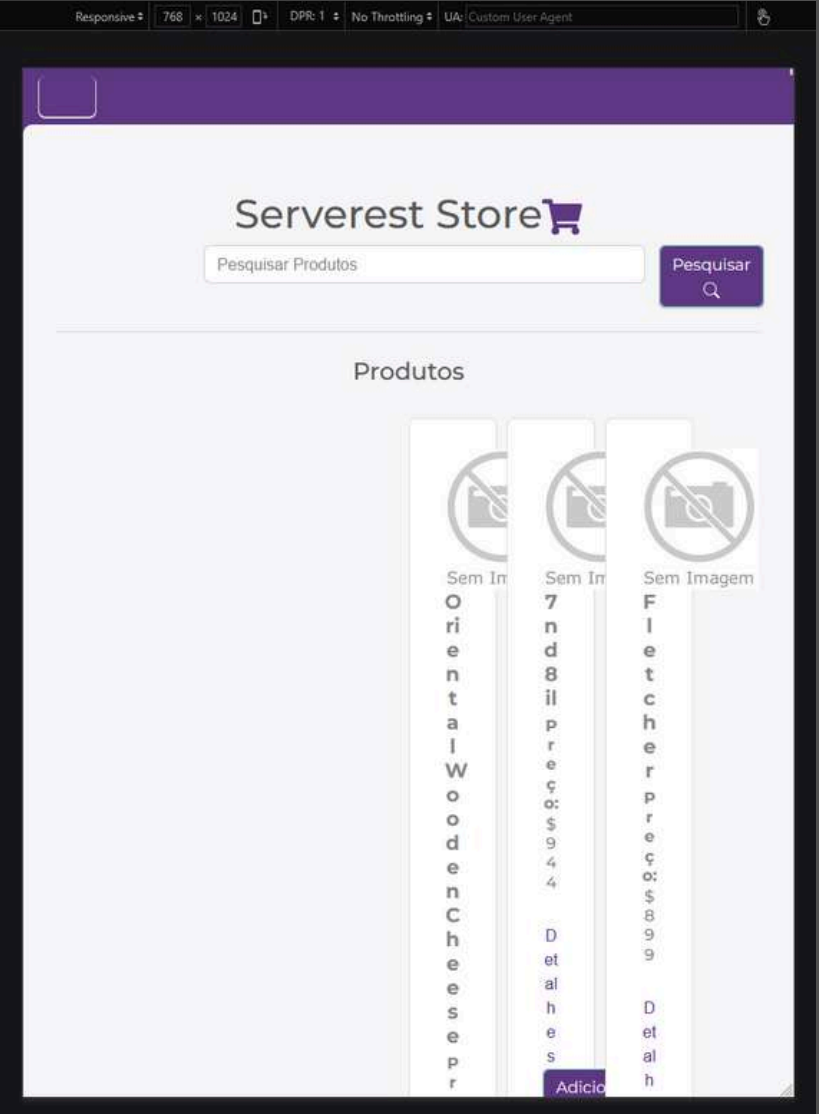 Responsive
768 × 1024
DPR: 1
No Throttling
UA: Custom User Agent
Serverest Store
Pesquisar Produtos
Pesquisar
Produtos
Sem Im
O
ri
e
n
t
a
l
W
o
o
d
e
n
C
h
e
e
s
e
P
r
Sem Im
7
n
d
8
il
P
r
e
ç
o:
$
9
4
4
D
et
al
h
e
s
Adicio
Sem Imagem
F
l
e
t
c
h
e
r
P
r
e
ç
o:
$
8
9
9
D
et
al
h